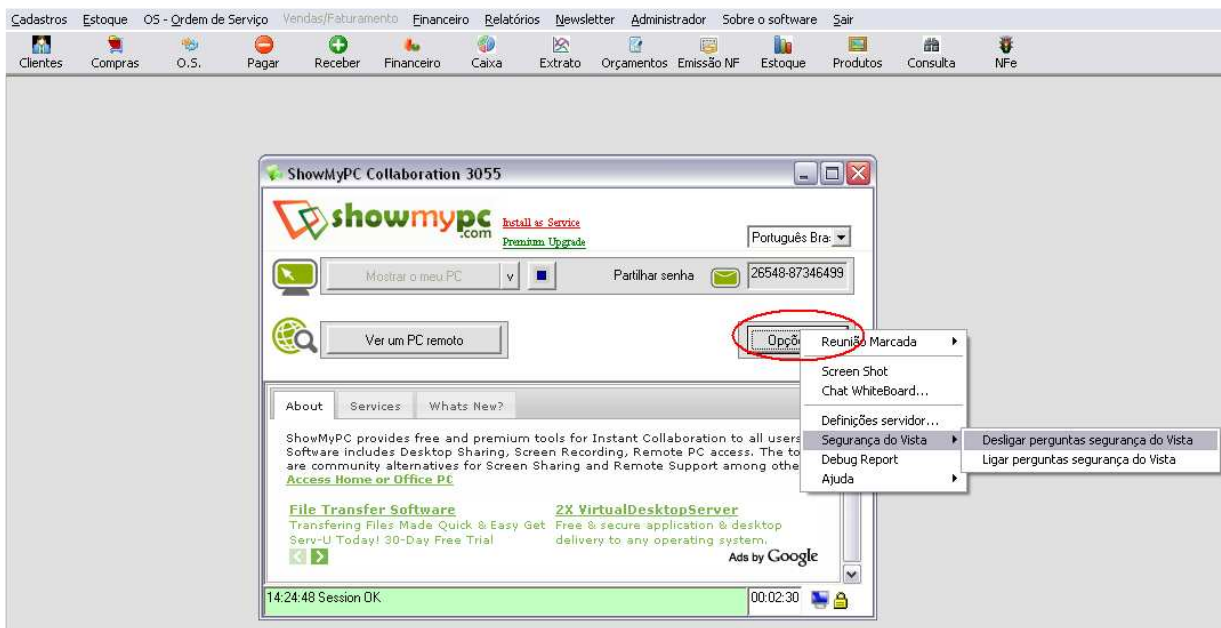 Cadastros Estoque OS - Ordem de Serviço Vendas/Faturamento Financeiro Relatórios Newsletter Administrador Sobre o software Sair
Clientes Compras O.S. Pagar Receber Financeiro Caixa Extrato Orçamentos Emissão NF Estoque Produtos Consulta NFe
ShowMyPC Collaboration 3055
showmypc
.com
Install as Service
Premium Upgrade
Português Bra:
Mostrar o meu PC v Partilhar senha 26548-87346499
Ver um PC remoto
Opçõ
Reunião Marcada
Screen Shot
Chat WhiteBoard...
Definições servidor...
Segurança do Vista
Debug Report
Ajuda
Desligar perguntas segurança do Vista
Ligar perguntas segurança do Vista
About Services Whats New?
ShowMyPC provides free and premium tools for Instant Collaboration to all users
Software includes Desktop Sharing, Screen Recording, Remote PC access. The to
are community alternatives for Screen Sharing and Remote Support among othe
Access Home or Office PC
File Transfer Software
Transfering Files Made Quick & Easy Get
Serv-U Today! 30-Day Free Trial
2X VirtualDesktopServer
Free & secure application & desktop
delivery to any operating system.
Ads by Google
14:24:48 Session OK 00:02:30